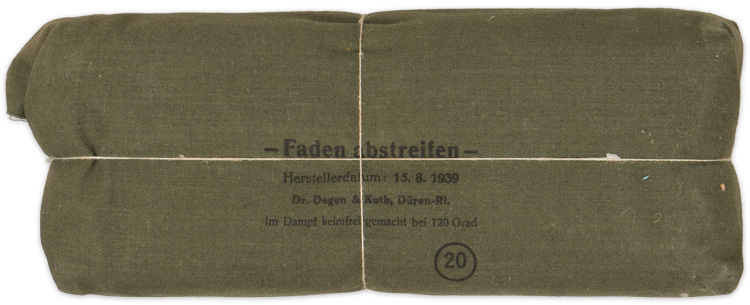 – Faden abstreifen –
Herstellerdatum: 15. 8. 1939
Dr. Degen & Kuth, Düren-Rl.
Im Dampf keimfrei gemacht bei 120 Grad
20